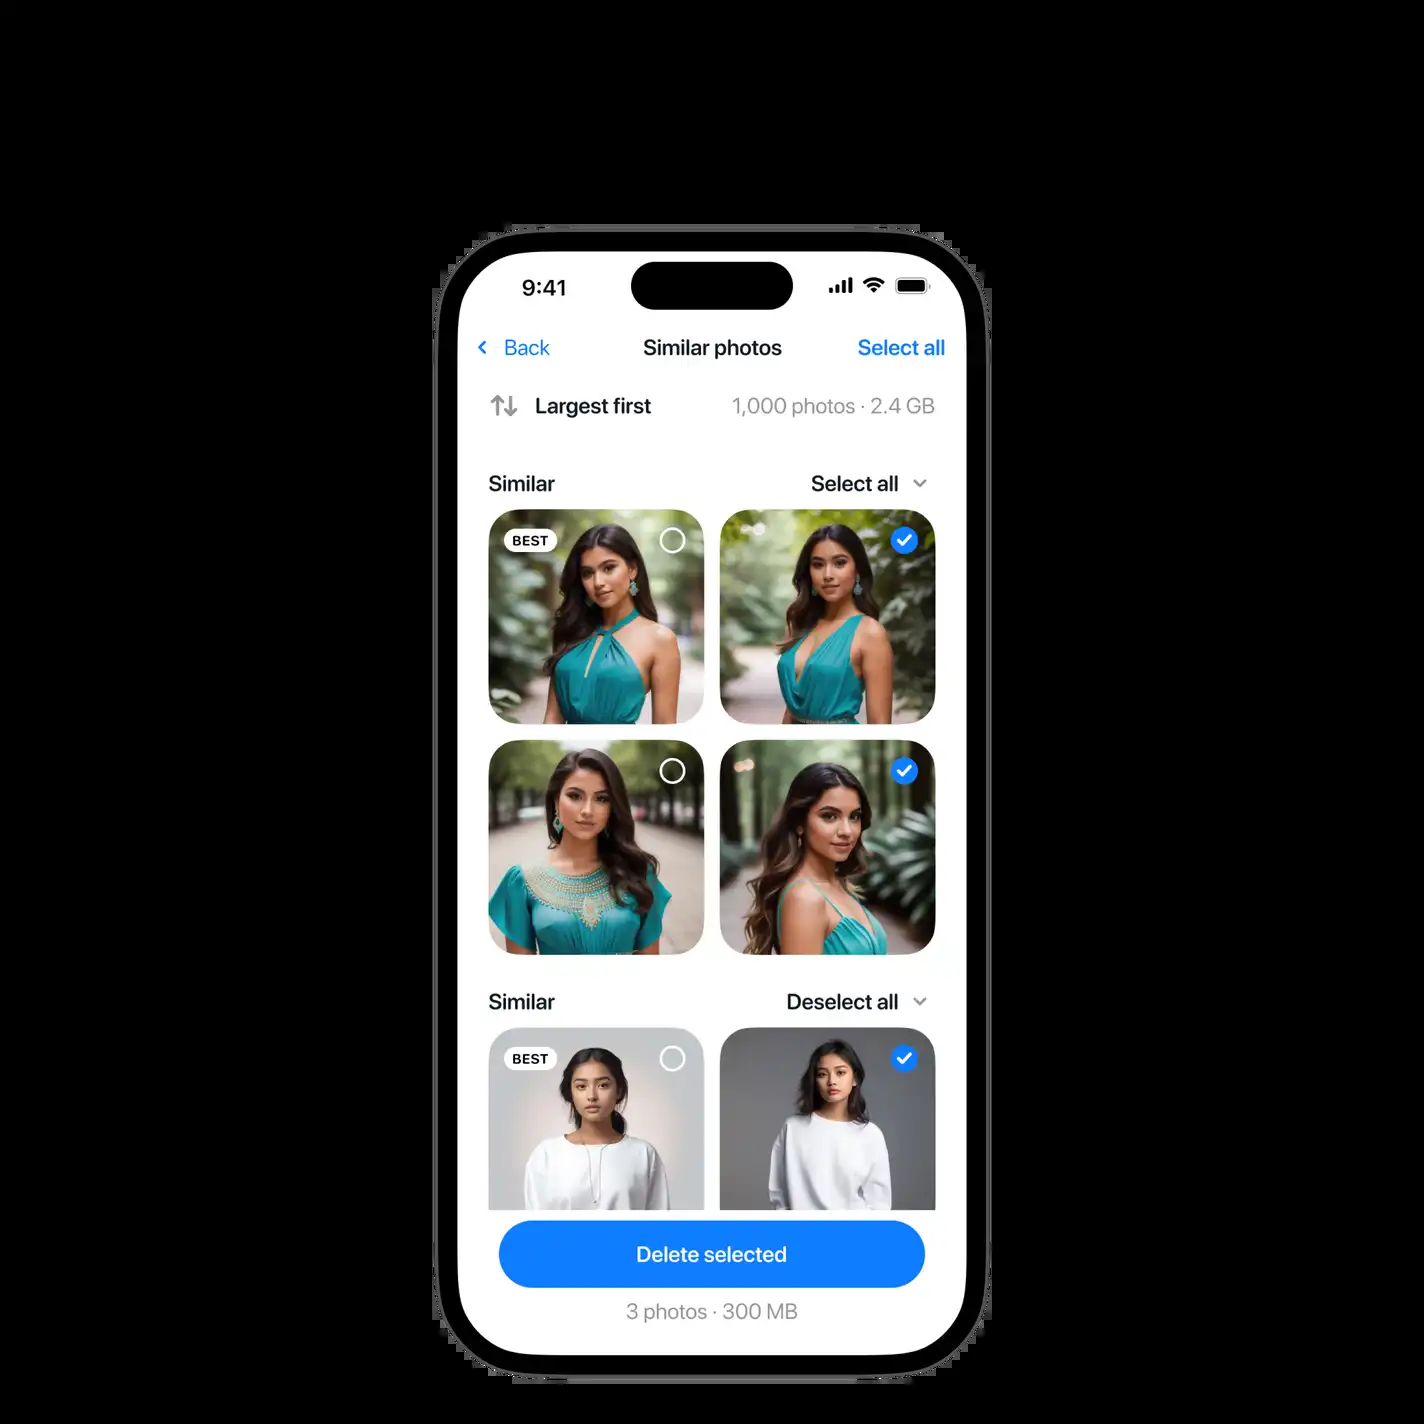 9:41
Back Similar photos Select all
Largest first 1,000 photos · 2.4 GB
Similar Select all
BEST
Similar Deselect all
BEST
Delete selected
3 photos · 300 MB